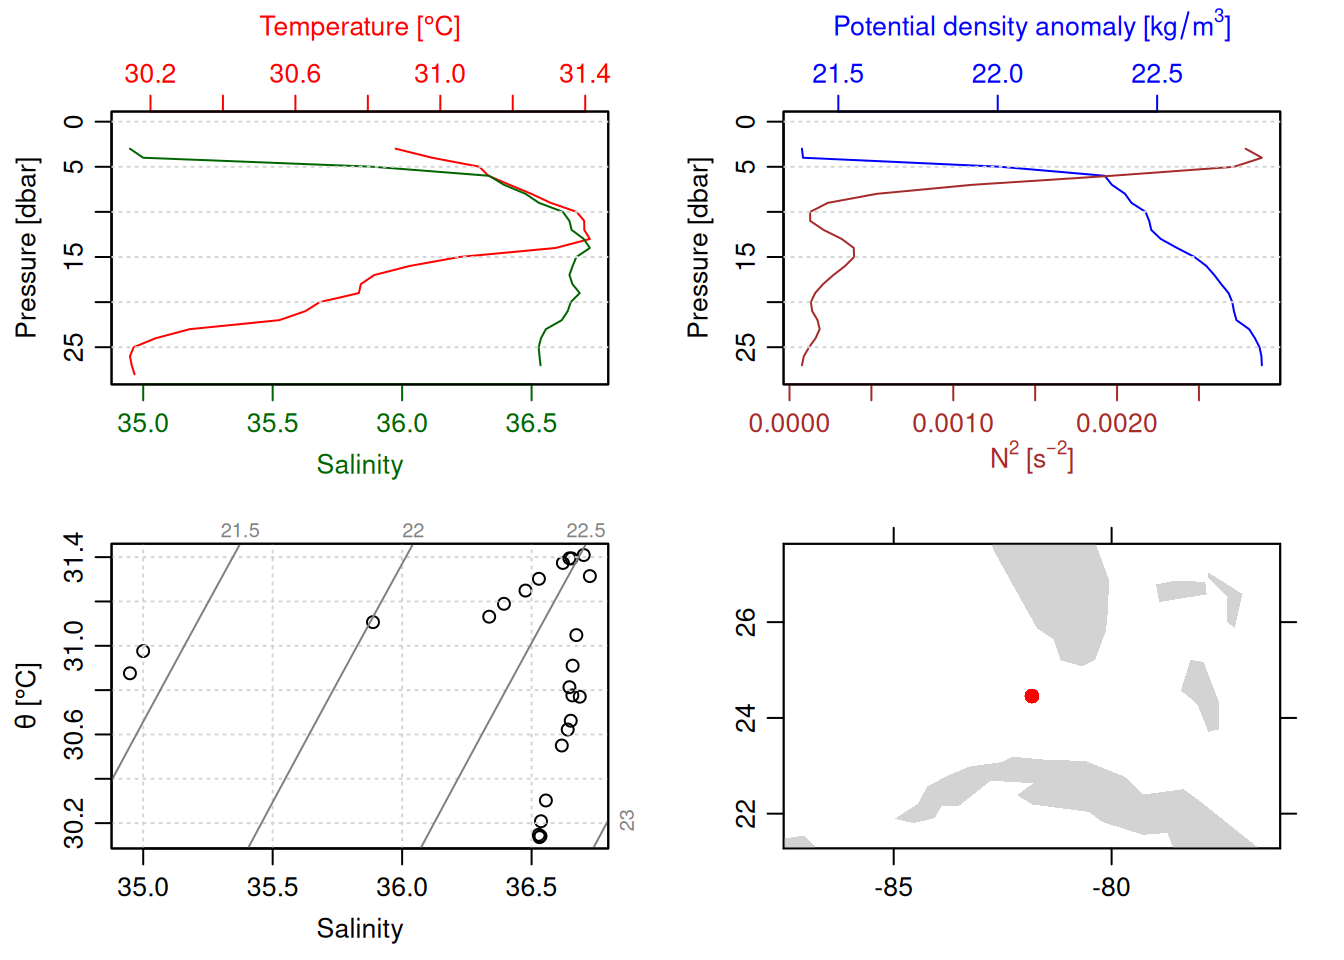 Temperature [°C]
30.2 30.6 31.0 31.4
Pressure [dbar]
0
5
15
25
35.0 35.5 36.0 36.5
Salinity
Potential density anomaly [kg/m³]
21.5 22.0 22.5
Pressure [dbar]
0
5
15
25
0.0000 0.0010 0.0020
N² [s⁻²]
21.5 22 22.5
θ [°C]
31.4
31.0
30.6
30.2
23
35.0 35.5 36.0 36.5
Salinity
26
24
22
-85 -80